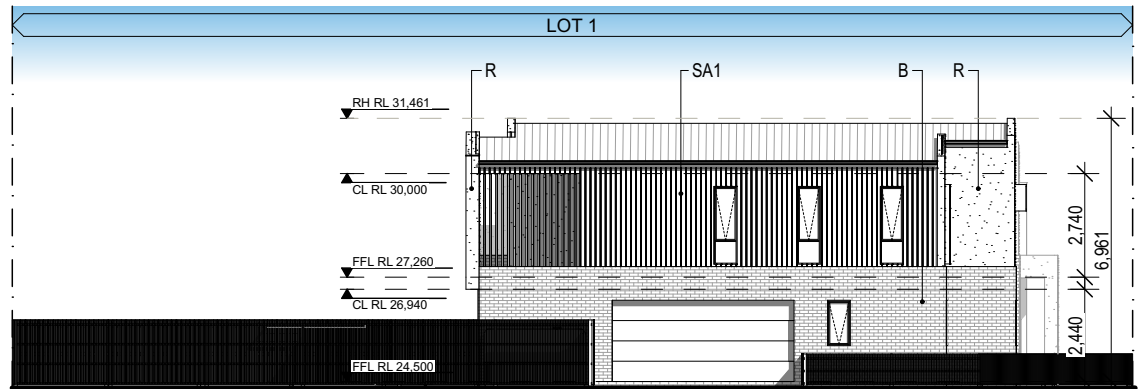 LOT 1
R
SA1
B
R
RH RL 31,461
CL RL 30,000
FFL RL 27,260
CL RL 26,940
FFL RL 24,500
2,740
6,961
2,440